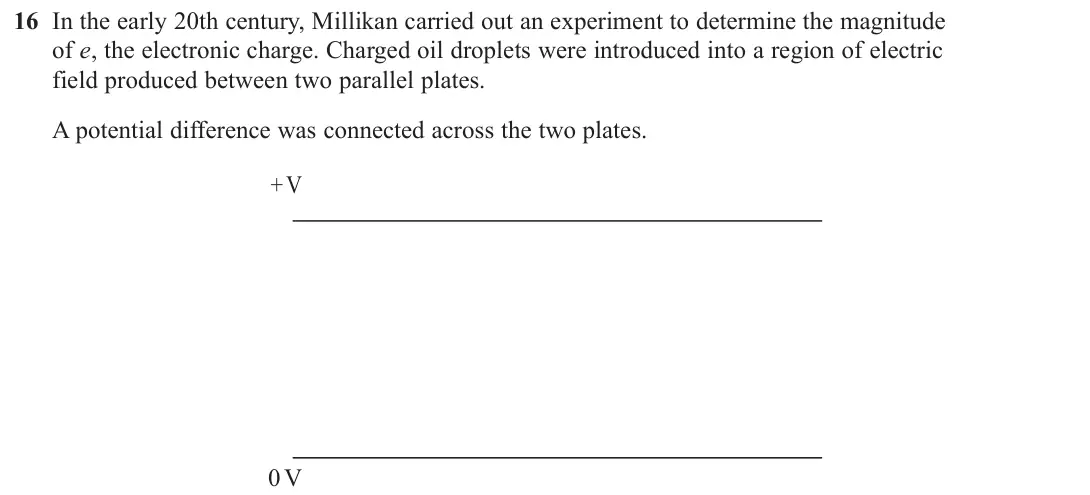 16 In the early 20th century, Millikan carried out an experiment to determine the magnitude
of e, the electronic charge. Charged oil droplets were introduced into a region of electric
field produced between two parallel plates.
A potential difference was connected across the two plates.
+V
0 V